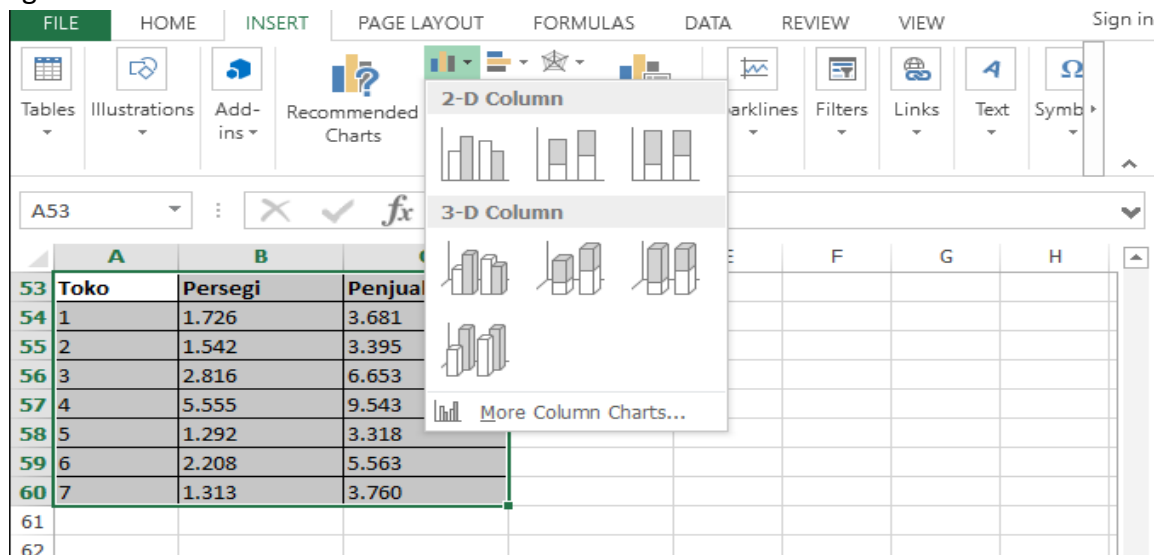 FILE HOME INSERT PAGE LAYOUT FORMULAS DATA REVIEW VIEW Sign in
Tables Illustrations Add-ins Recommended Charts arklines Filters Links Text Symb
2-D Column
A53 fx 3-D Column
A B F G H
53 Toko Persegi Penjual
54 1 1.726 3.681
55 2 1.542 3.395
56 3 2.816 6.653
57 4 5.555 9.543
More Column Charts...
58 5 1.292 3.318
59 6 2.208 5.563
60 7 1.313 3.760
61
62